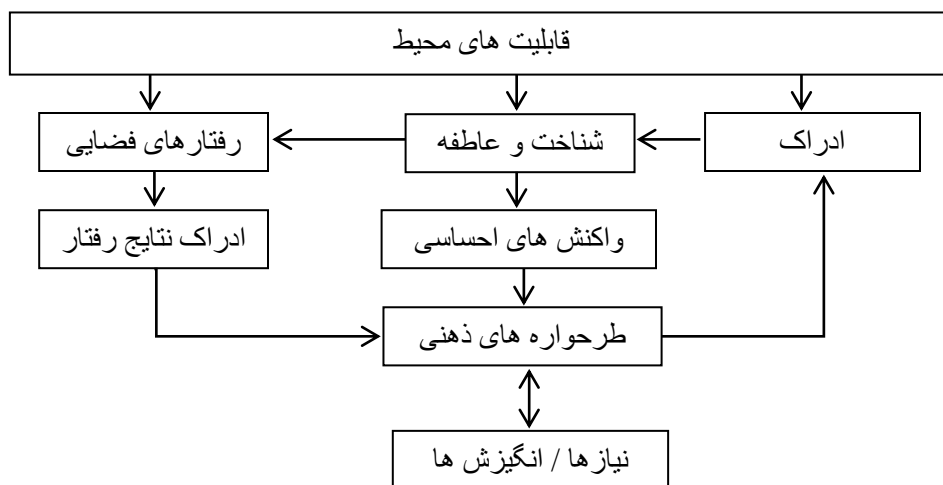 قابلیت های محیط
ادراک
شناخت و عاطفه
رفتارهای فضایی
واکنش های احساسی
ادراک نتایج رفتار
طرحواره های ذهنی
نیازها / انگیزش ها